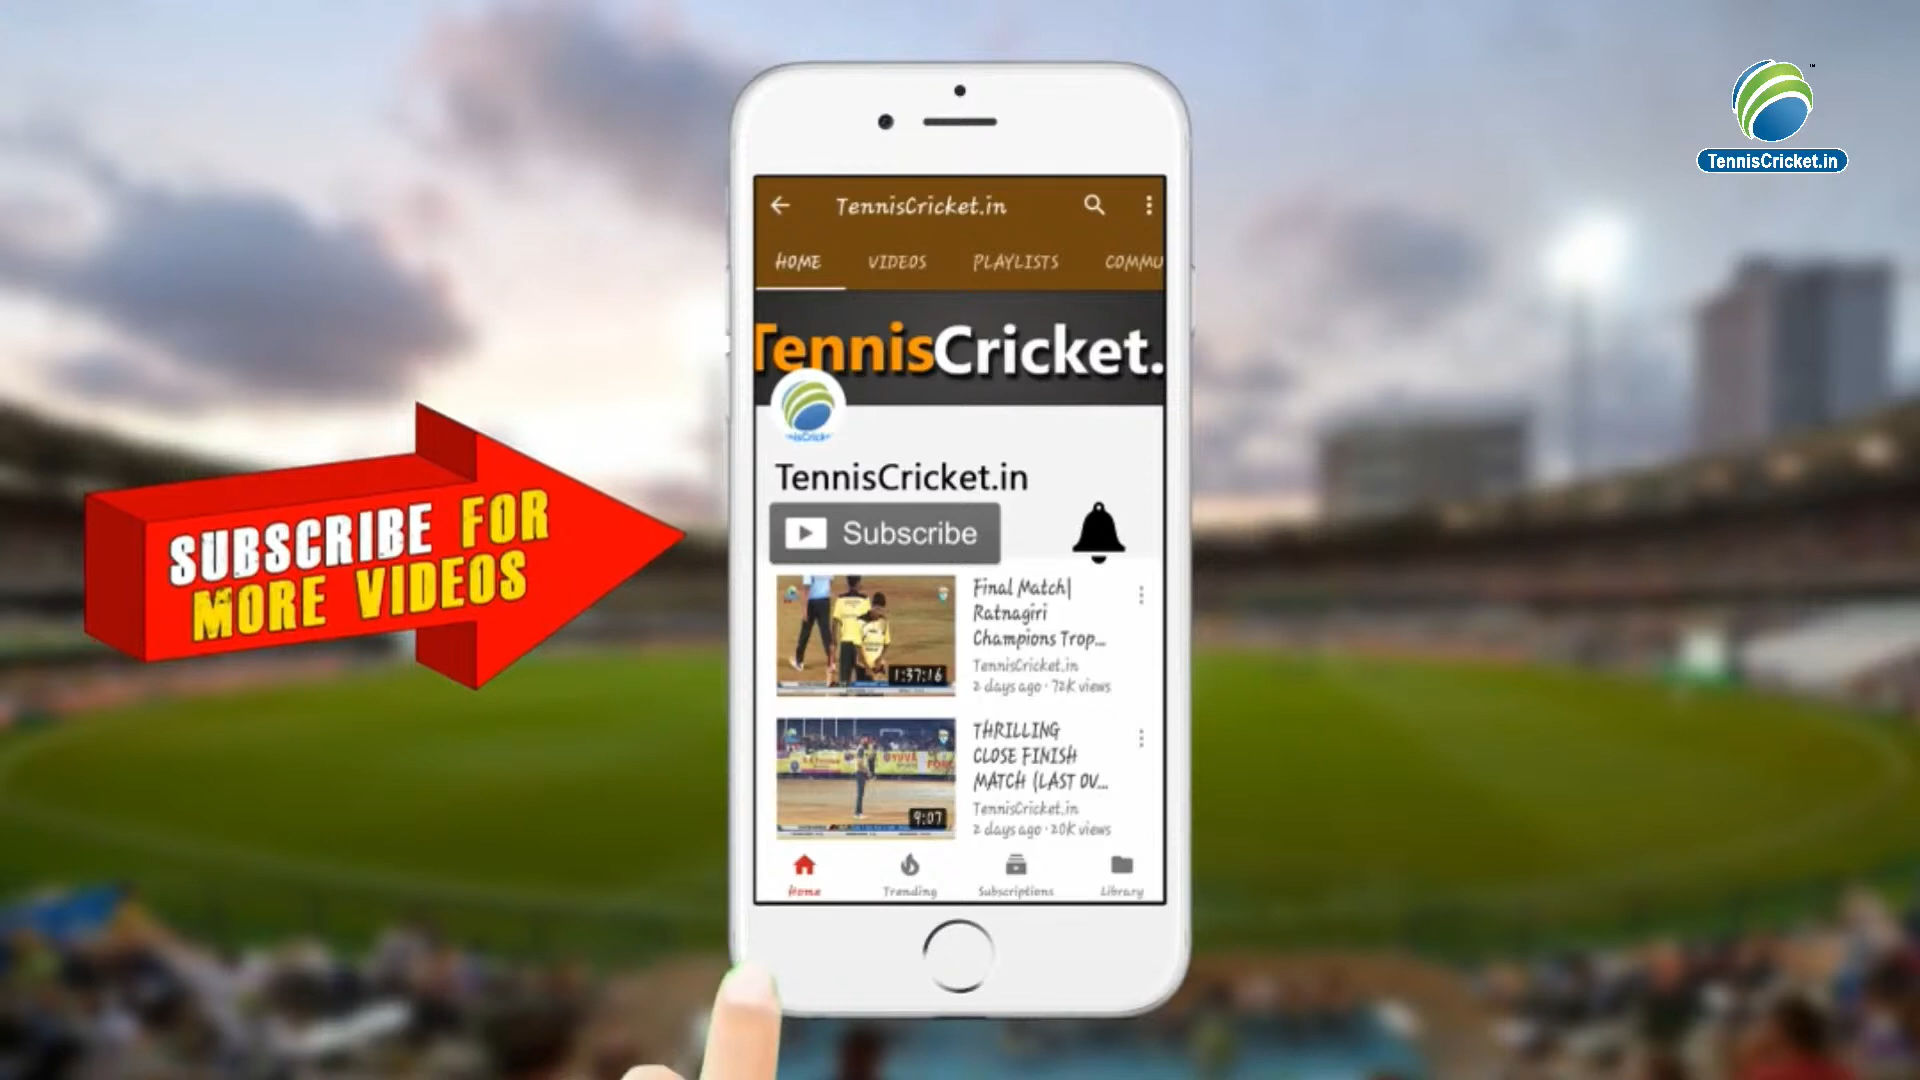 TennisCricket.in
SUBSCRIBE FOR
MORE VIDEOS
TennisCricket.in
HOME VIDEOS PLAYLISTS COMMU
TennisCricket.
TennisCricket.in
Subscribe
Final Match|
Ratnagiri
Champions Trop...
TennisCricket.in
2 days ago · 72K views
1:37:16
THRILLING
CLOSE FINISH
MATCH (LAST OV...
TennisCricket.in
2 days ago · 20K views
9:07
Home Trending Subscriptions Library